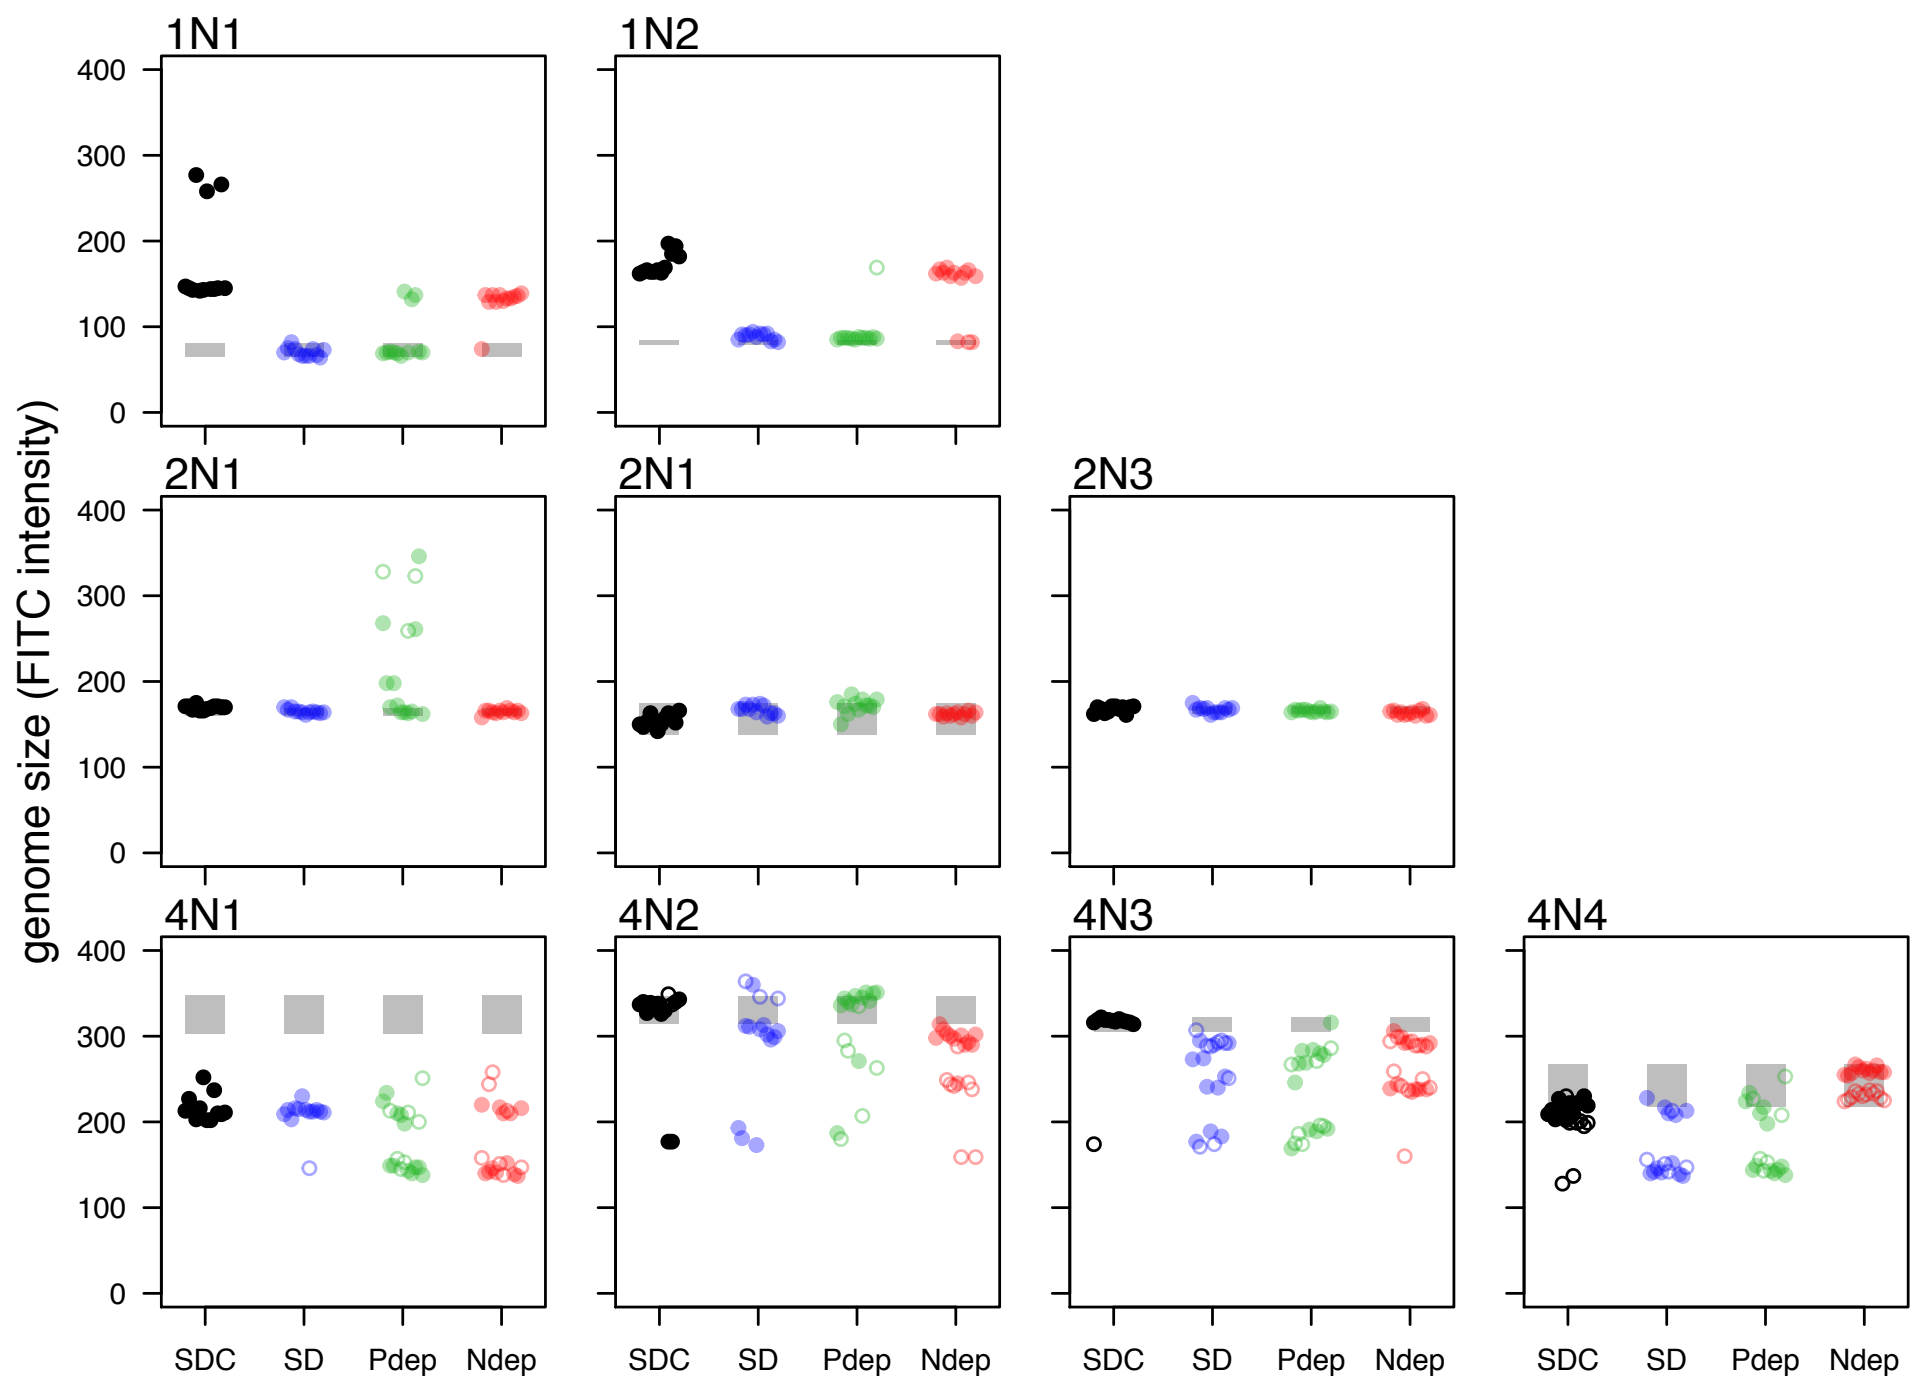 1N1
1N2
400
300
200
100
0
genome size (FITC intensity)
2N1
2N1
2N3
400
300
200
100
0
4N1
4N2
4N3
4N4
400
300
200
100
0
SDC SD Pdep Ndep
SDC SD Pdep Ndep
SDC SD Pdep Ndep
SDC SD Pdep Ndep